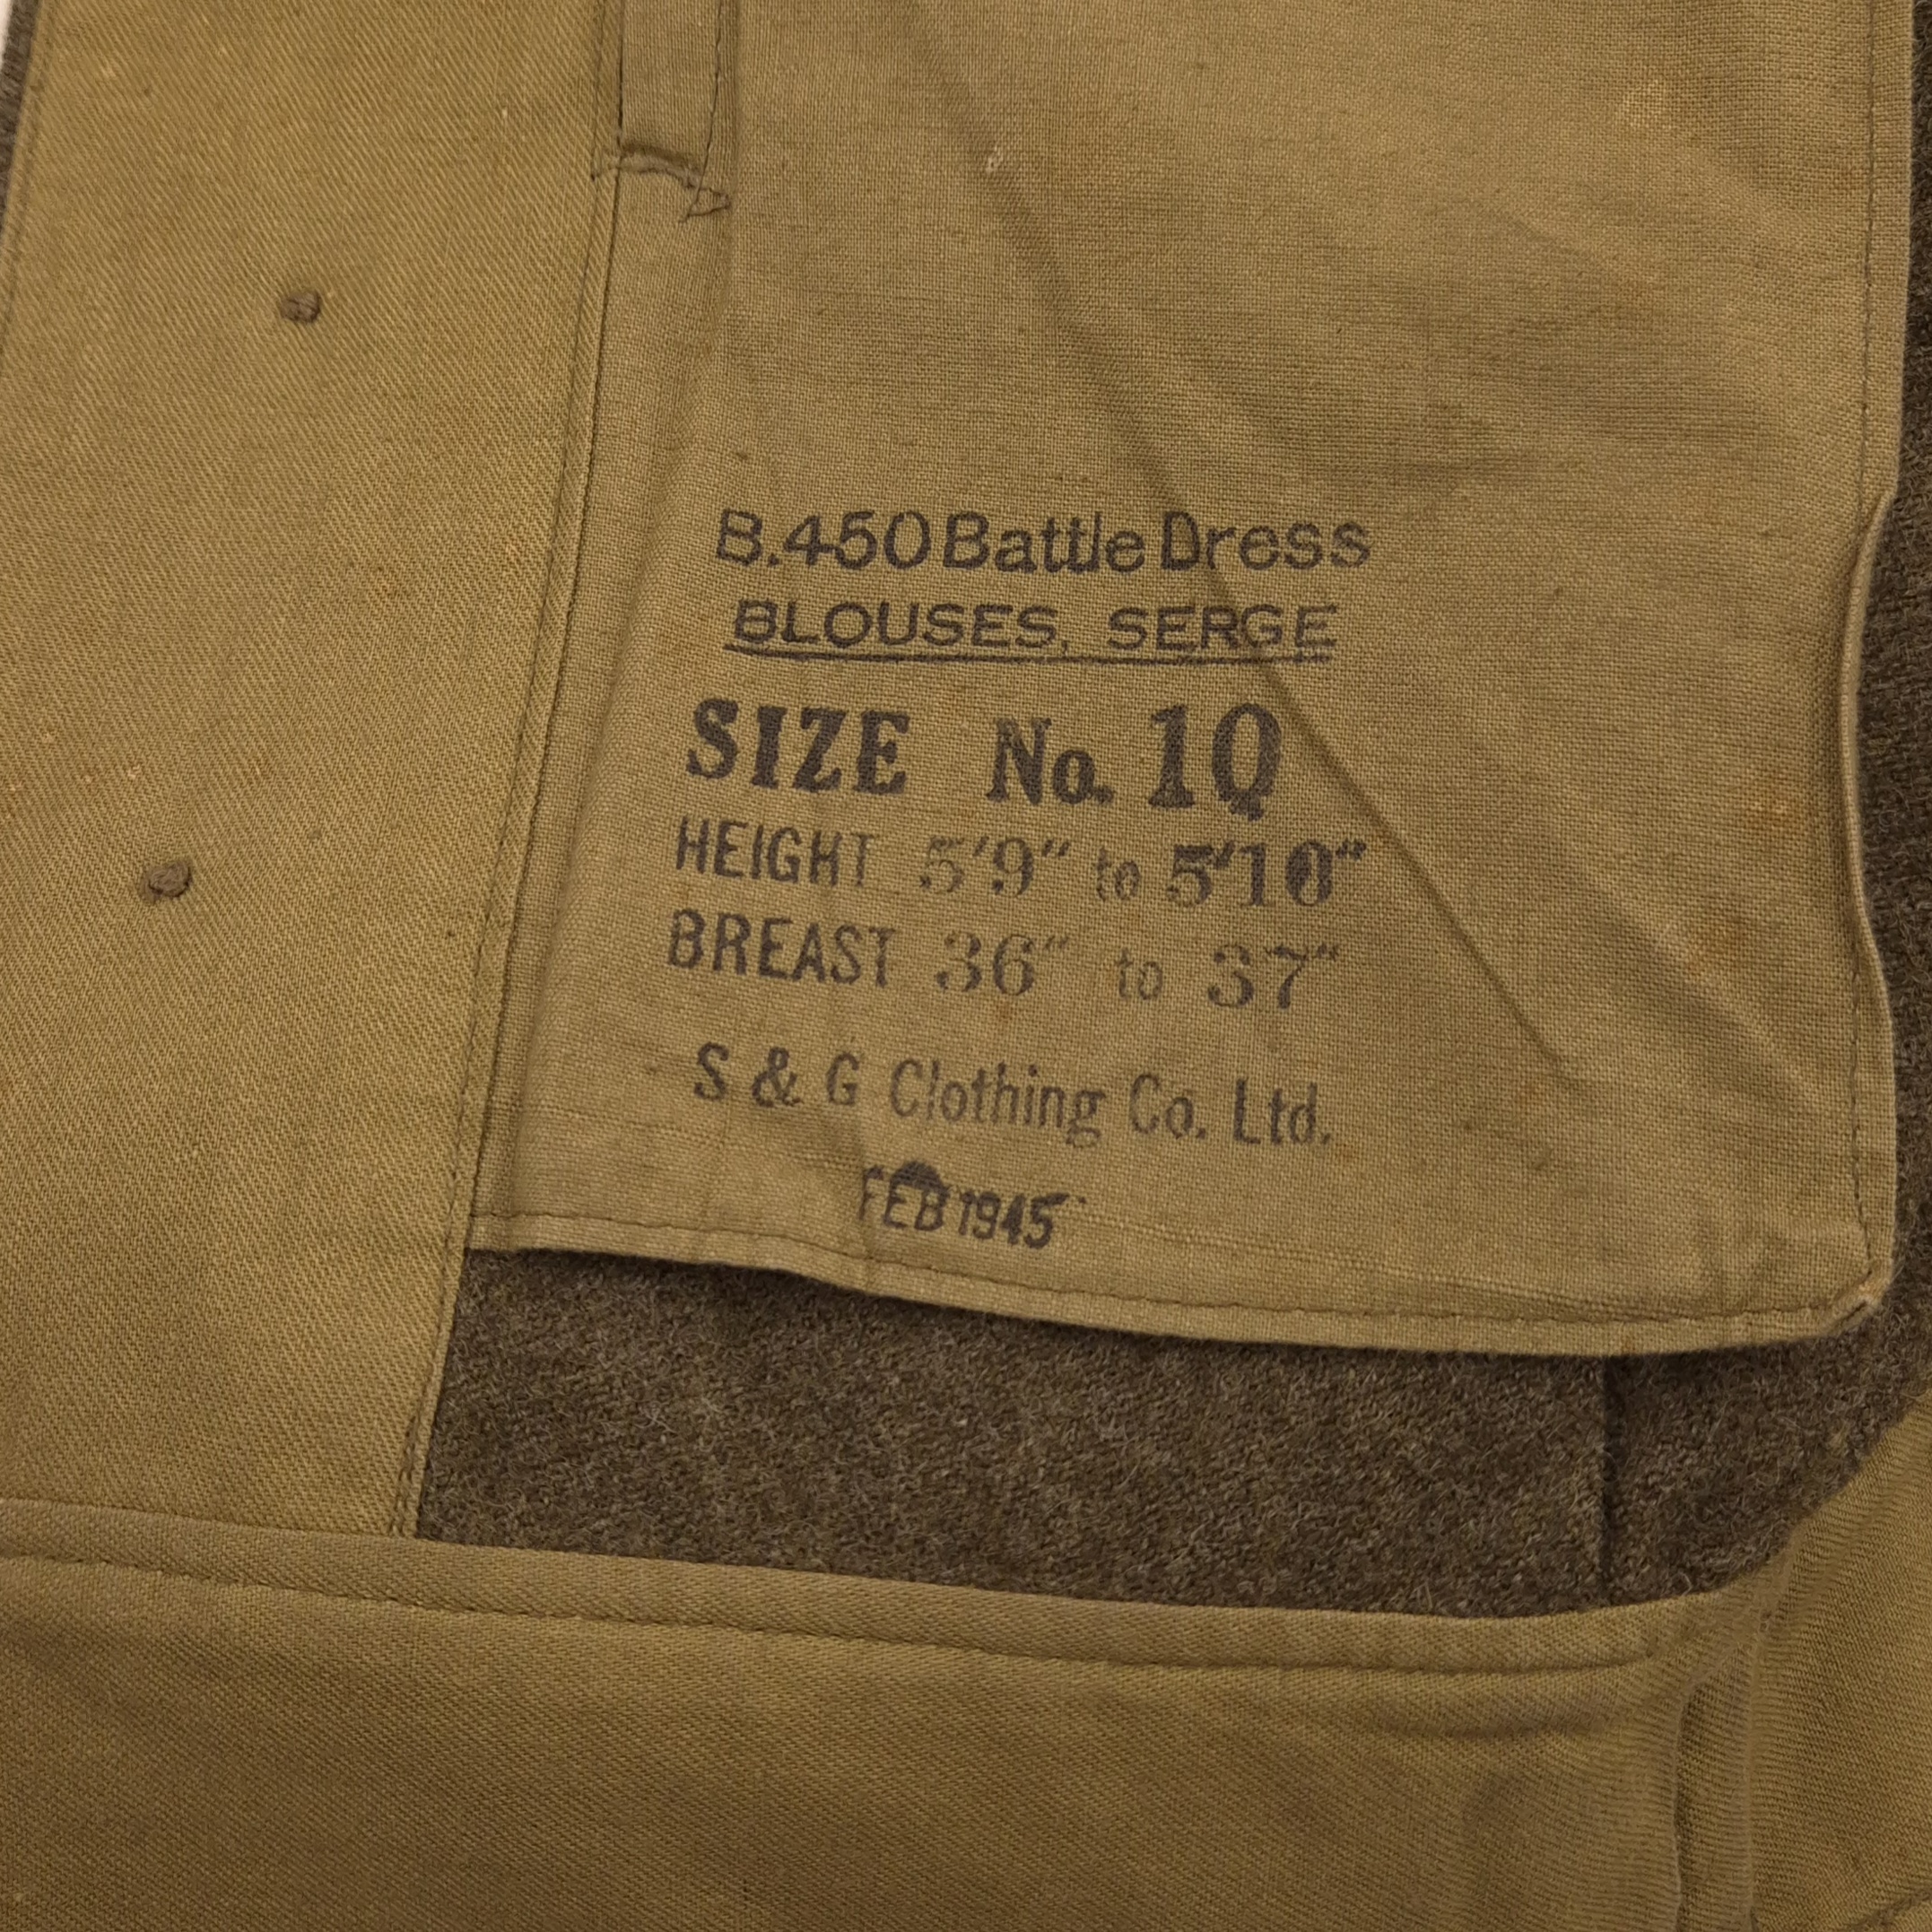 B.450 Battle Dress
BLOUSES, SERGE
SIZE No. 1Q
HEIGHT 5'9" to 5'10"
BREAST 36" to 37"
S & G Clothing Co. Ltd.
FEB 1945